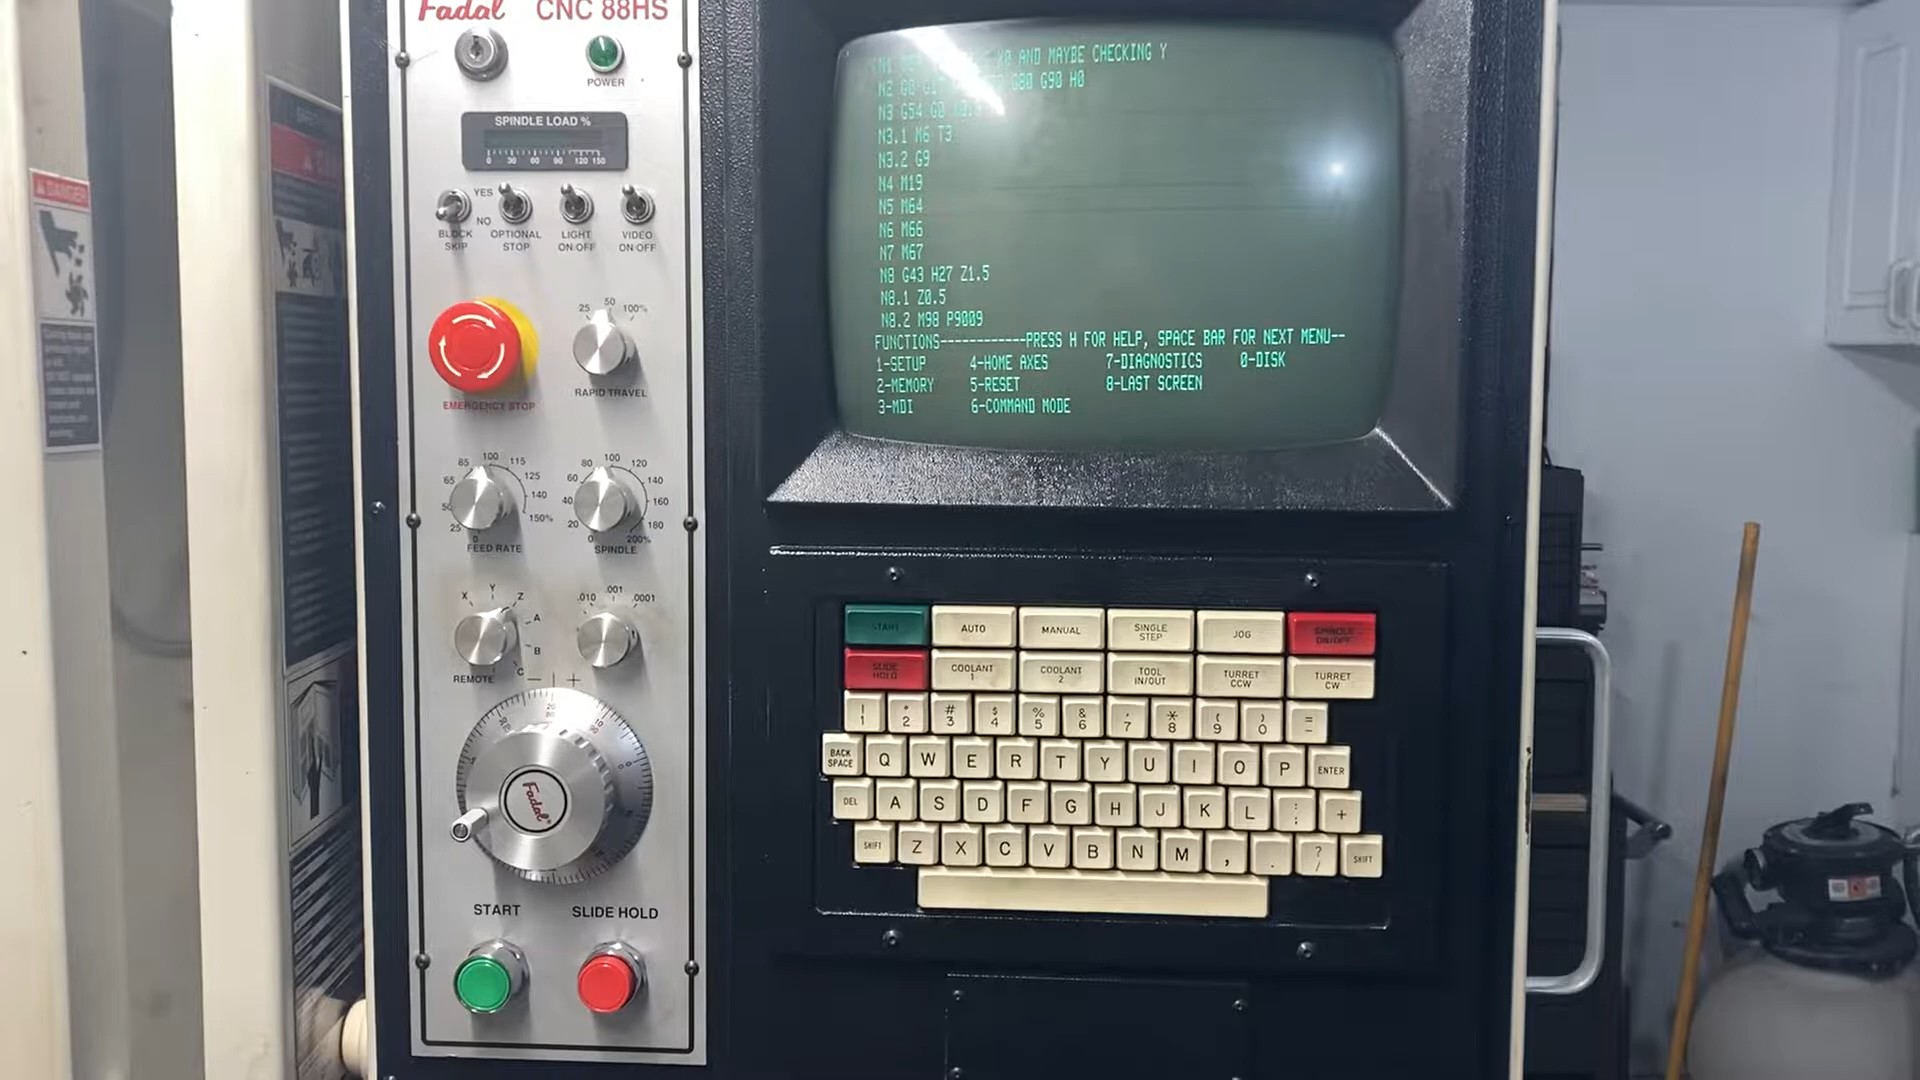 Fadal CNC 88HS
POWER
SPINDLE LOAD %
0 30 60 90 120 150
YES
NO
BLOCK SKIP
OPTIONAL STOP
LIGHT ON/OFF
VIDEO ON/OFF
EMERGENCY STOP
25 50 100%
RAPID TRAVEL
0 25 50 65 85 100 115 125 140 150%
FEED RATE
0 20 40 60 80 100 120 140 160 180 200%
SPINDLE
X Y Z A B C
REMOTE
.010 .001 .0001
- +
Fadal
START
SLIDE HOLD
AND MAYBE CHECKING Y
N2 G0 G80 G90 H0
N3 G54 G0
N3.1 M6 T3
N3.2 G9
N4 M19
N5 M64
N6 M66
N7 M67
N8 G43 H27 Z1.5
N8.1 Z0.5
N8.2 M98 P9009
FUNCTIONS------------PRESS H FOR HELP, SPACE BAR FOR NEXT MENU--
1-SETUP 4-HOME AXES 7-DIAGNOSTICS 0-DISK
2-MEMORY 5-RESET 8-LAST SCREEN
3-MDI 6-COMMAND MODE
START AUTO MANUAL SINGLE STEP JOG SPINDLE ON/OFF
SLIDE HOLD COOLANT 1 COOLANT 2 TOOL IN/OUT TURRET CCW TURRET CW
! 1 " 2 # 3 $ 4 % 5 & 6 ' 7 * 8 ( 9 ) 0 = -
BACK SPACE Q W E R T Y U I O P ENTER
DEL A S D F G H J K L : ; +
SHIFT Z X C V B N M , . ? / SHIFT
DANGER